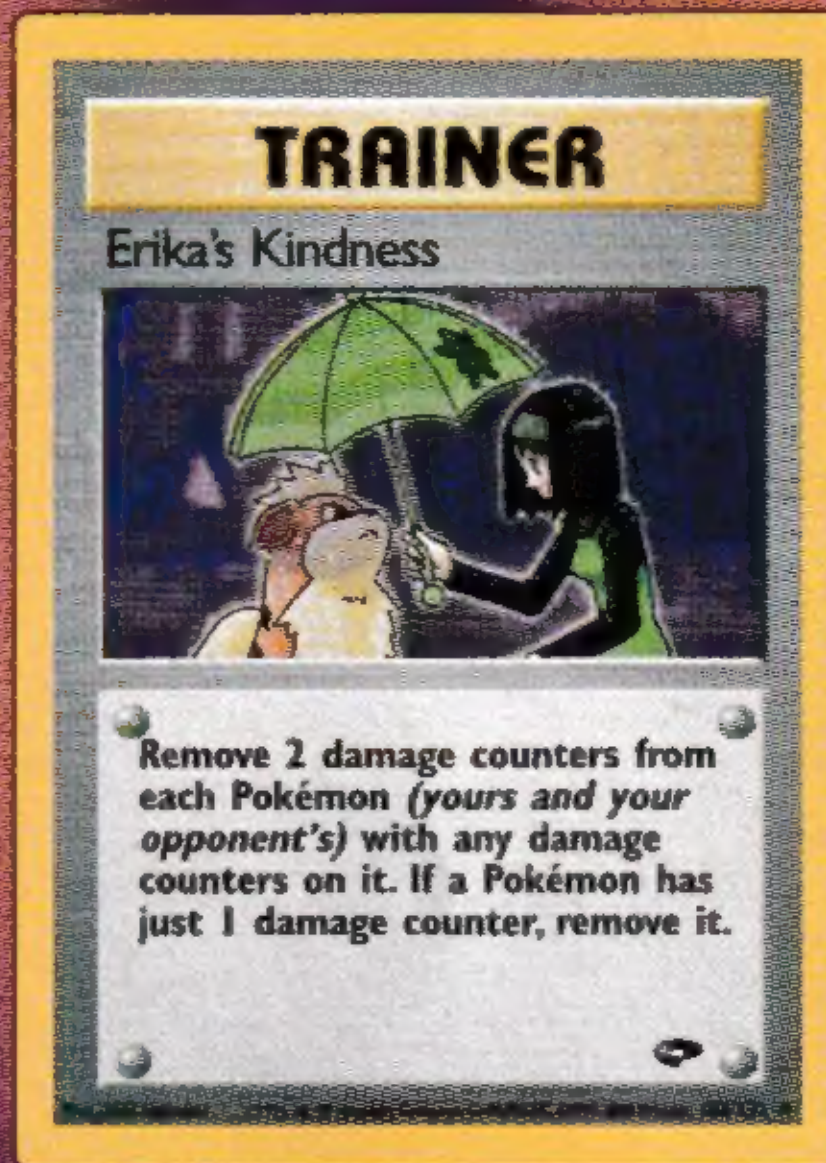 TRAINER
Erika's Kindness
Remove 2 damage counters from
each Pokémon (yours and your
opponent's) with any damage
counters on it. If a Pokémon has
just 1 damage counter, remove it.